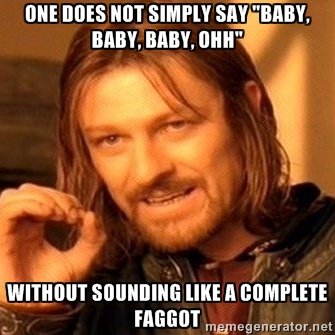 ONE DOES NOT SIMPLY SAY "BABY,
BABY, BABY, OHH"
WITHOUT SOUNDING LIKE A COMPLETE
FAGGOT
memegenerator.net